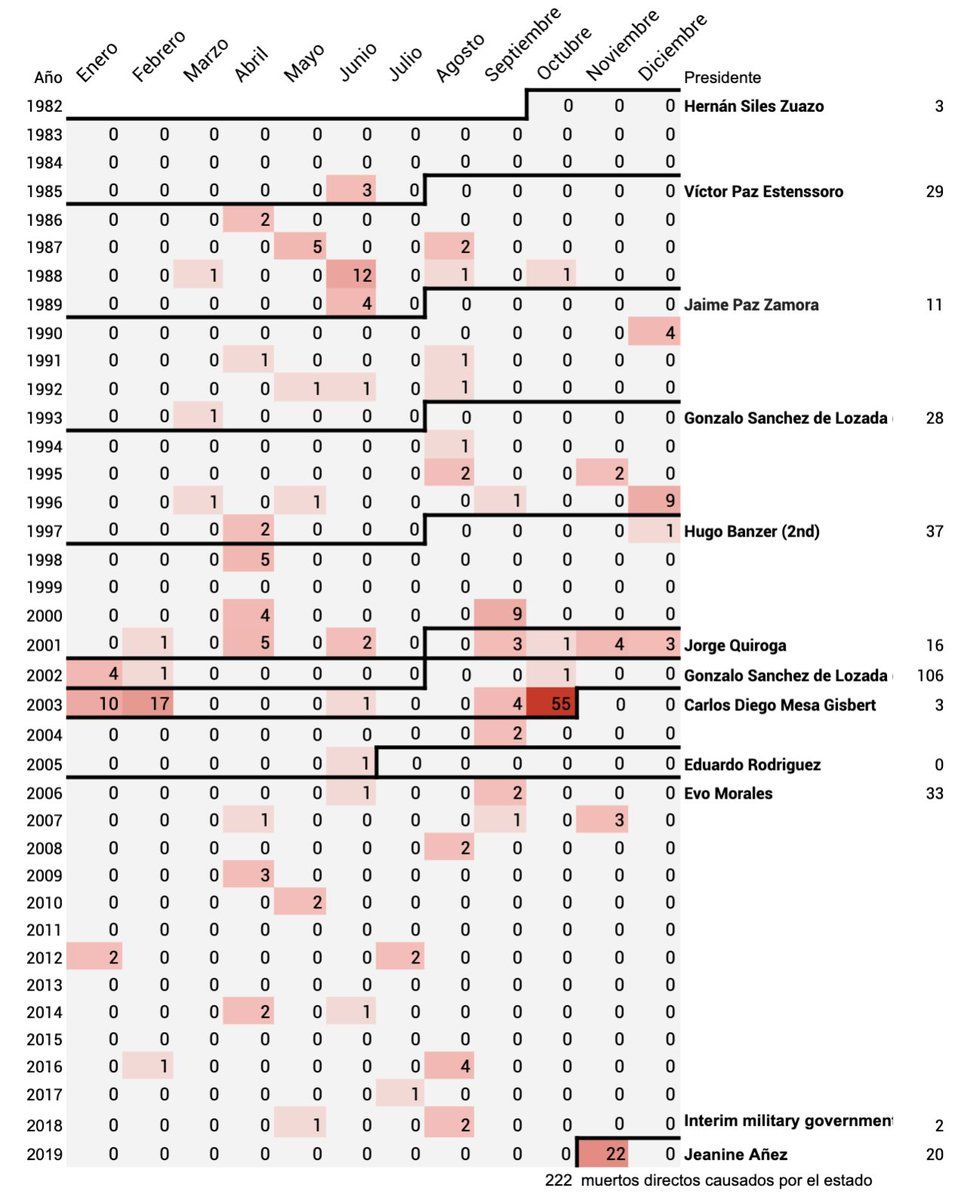 Año Enero Febrero Marzo Abril Mayo Junio Julio Agosto Septiembre Octubre Noviembre Diciembre Presidente
1982 0 0 0 Hernán Siles Zuazo 3
1983 0 0 0 0 0 0 0 0 0 0 0 0
1984 0 0 0 0 0 0 0 0 0 0 0 0
1985 0 0 0 0 0 3 0 0 0 0 0 0 Víctor Paz Estenssoro 29
1986 0 0 0 2 0 0 0 0 0 0 0 0
1987 0 0 0 0 5 0 0 2 0 0 0 0
1988 0 0 1 0 0 12 0 1 0 1 0 0
1989 0 0 0 0 0 4 0 0 0 0 0 0 Jaime Paz Zamora 11
1990 0 0 0 0 0 0 0 0 0 0 0 4
1991 0 0 0 1 0 0 0 1 0 0 0 0
1992 0 0 0 0 1 1 0 1 0 0 0 0
1993 0 0 1 0 0 0 0 0 0 0 0 0 Gonzalo Sanchez de Lozada 28
1994 0 0 0 0 0 0 0 1 0 0 0 0
1995 0 0 0 0 0 0 0 2 0 0 2 0
1996 0 0 1 0 1 0 0 0 1 0 0 9
1997 0 0 0 2 0 0 0 0 0 0 0 1 Hugo Banzer (2nd) 37
1998 0 0 0 5 0 0 0 0 0 0 0 0
1999 0 0 0 0 0 0 0 0 0 0 0 0
2000 0 0 0 4 0 0 0 0 9 0 0 0
2001 0 1 0 5 0 2 0 0 3 1 4 3 Jorge Quiroga 16
2002 4 1 0 0 0 0 0 0 0 1 0 0 Gonzalo Sanchez de Lozada 106
2003 10 17 0 0 0 1 0 0 4 55 0 0 Carlos Diego Mesa Gisbert 3
2004 0 0 0 0 0 0 0 0 2 0 0 0
2005 0 0 0 0 0 1 0 0 0 0 0 0 Eduardo Rodriguez 0
2006 0 0 0 0 0 1 0 0 2 0 0 0 Evo Morales 33
2007 0 0 0 1 0 0 0 0 1 0 3 0
2008 0 0 0 0 0 0 0 2 0 0 0 0
2009 0 0 0 3 0 0 0 0 0 0 0 0
2010 0 0 0 0 2 0 0 0 0 0 0 0
2011 0 0 0 0 0 0 0 0 0 0 0 0
2012 2 0 0 0 0 0 2 0 0 0 0 0
2013 0 0 0 0 0 0 0 0 0 0 0 0
2014 0 0 0 2 0 1 0 0 0 0 0 0
2015 0 0 0 0 0 0 0 0 0 0 0 0
2016 0 1 0 0 0 0 0 4 0 0 0 0
2017 0 0 0 0 0 0 1 0 0 0 0 0
2018 0 0 0 0 1 0 0 2 0 0 0 0 Interim military government 2
2019 0 0 0 0 0 0 0 0 0 0 22 0 Jeanine Añez 20
222 muertos directos causados por el estado